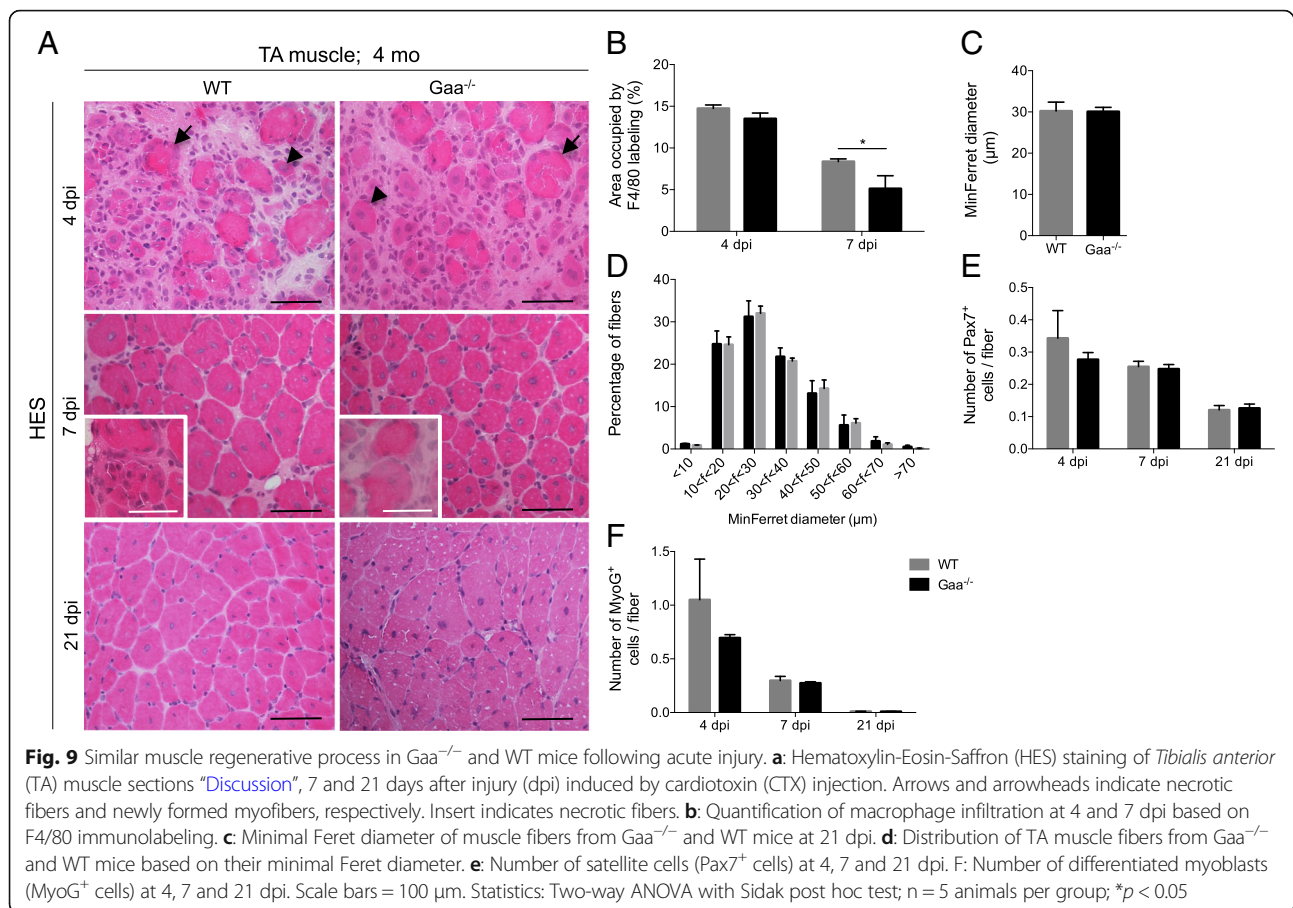 A
TA muscle; 4 mo
WT
Gaa-/-
4 dpi
7 dpi
21 dpi
HES
B
Area occupied by
F4/80 labeling (%)
20
15
10
5
0
*
4 dpi
7 dpi
C
MinFerret diameter
(µm)
40
30
20
10
0
WT
Gaa-/-
D
Percentage of fibers
40
30
20
10
0
<10
10<f<20
20<f<30
30<f<40
40<f<50
50<f<60
60<f<70
>70
MinFerret diameter (µm)
E
Number of Pax7+
cells / fiber
0.5
0.4
0.3
0.2
0.1
0.0
4 dpi
7 dpi
21 dpi
F
Number of MyoG+
cells / fiber
1.5
1.0
0.5
0.0
4 dpi
7 dpi
21 dpi
WT
Gaa-/-
Fig. 9 Similar muscle regenerative process in Gaa−/− and WT mice following acute injury. a: Hematoxylin-Eosin-Saffron (HES) staining of Tibialis anterior
(TA) muscle sections “Discussion”, 7 and 21 days after injury (dpi) induced by cardiotoxin (CTX) injection. Arrows and arrowheads indicate necrotic
fibers and newly formed myofibers, respectively. Insert indicates necrotic fibers. b: Quantification of macrophage infiltration at 4 and 7 dpi based on
F4/80 immunolabeling. c: Minimal Feret diameter of muscle fibers from Gaa−/− and WT mice at 21 dpi. d: Distribution of TA muscle fibers from Gaa−/−
and WT mice based on their minimal Feret diameter. e: Number of satellite cells (Pax7+ cells) at 4, 7 and 21 dpi. F: Number of differentiated myoblasts
(MyoG+ cells) at 4, 7 and 21 dpi. Scale bars = 100 μm. Statistics: Two-way ANOVA with Sidak post hoc test; n = 5 animals per group; *p < 0.05